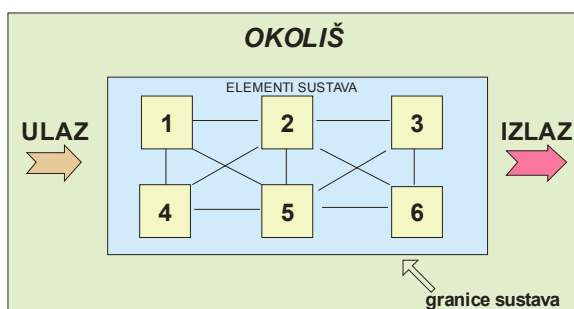 OKOLIŠ
ELEMENTI SUSTAVA
ULAZ
1 2 3
IZLAZ
4 5 6
granice sustava